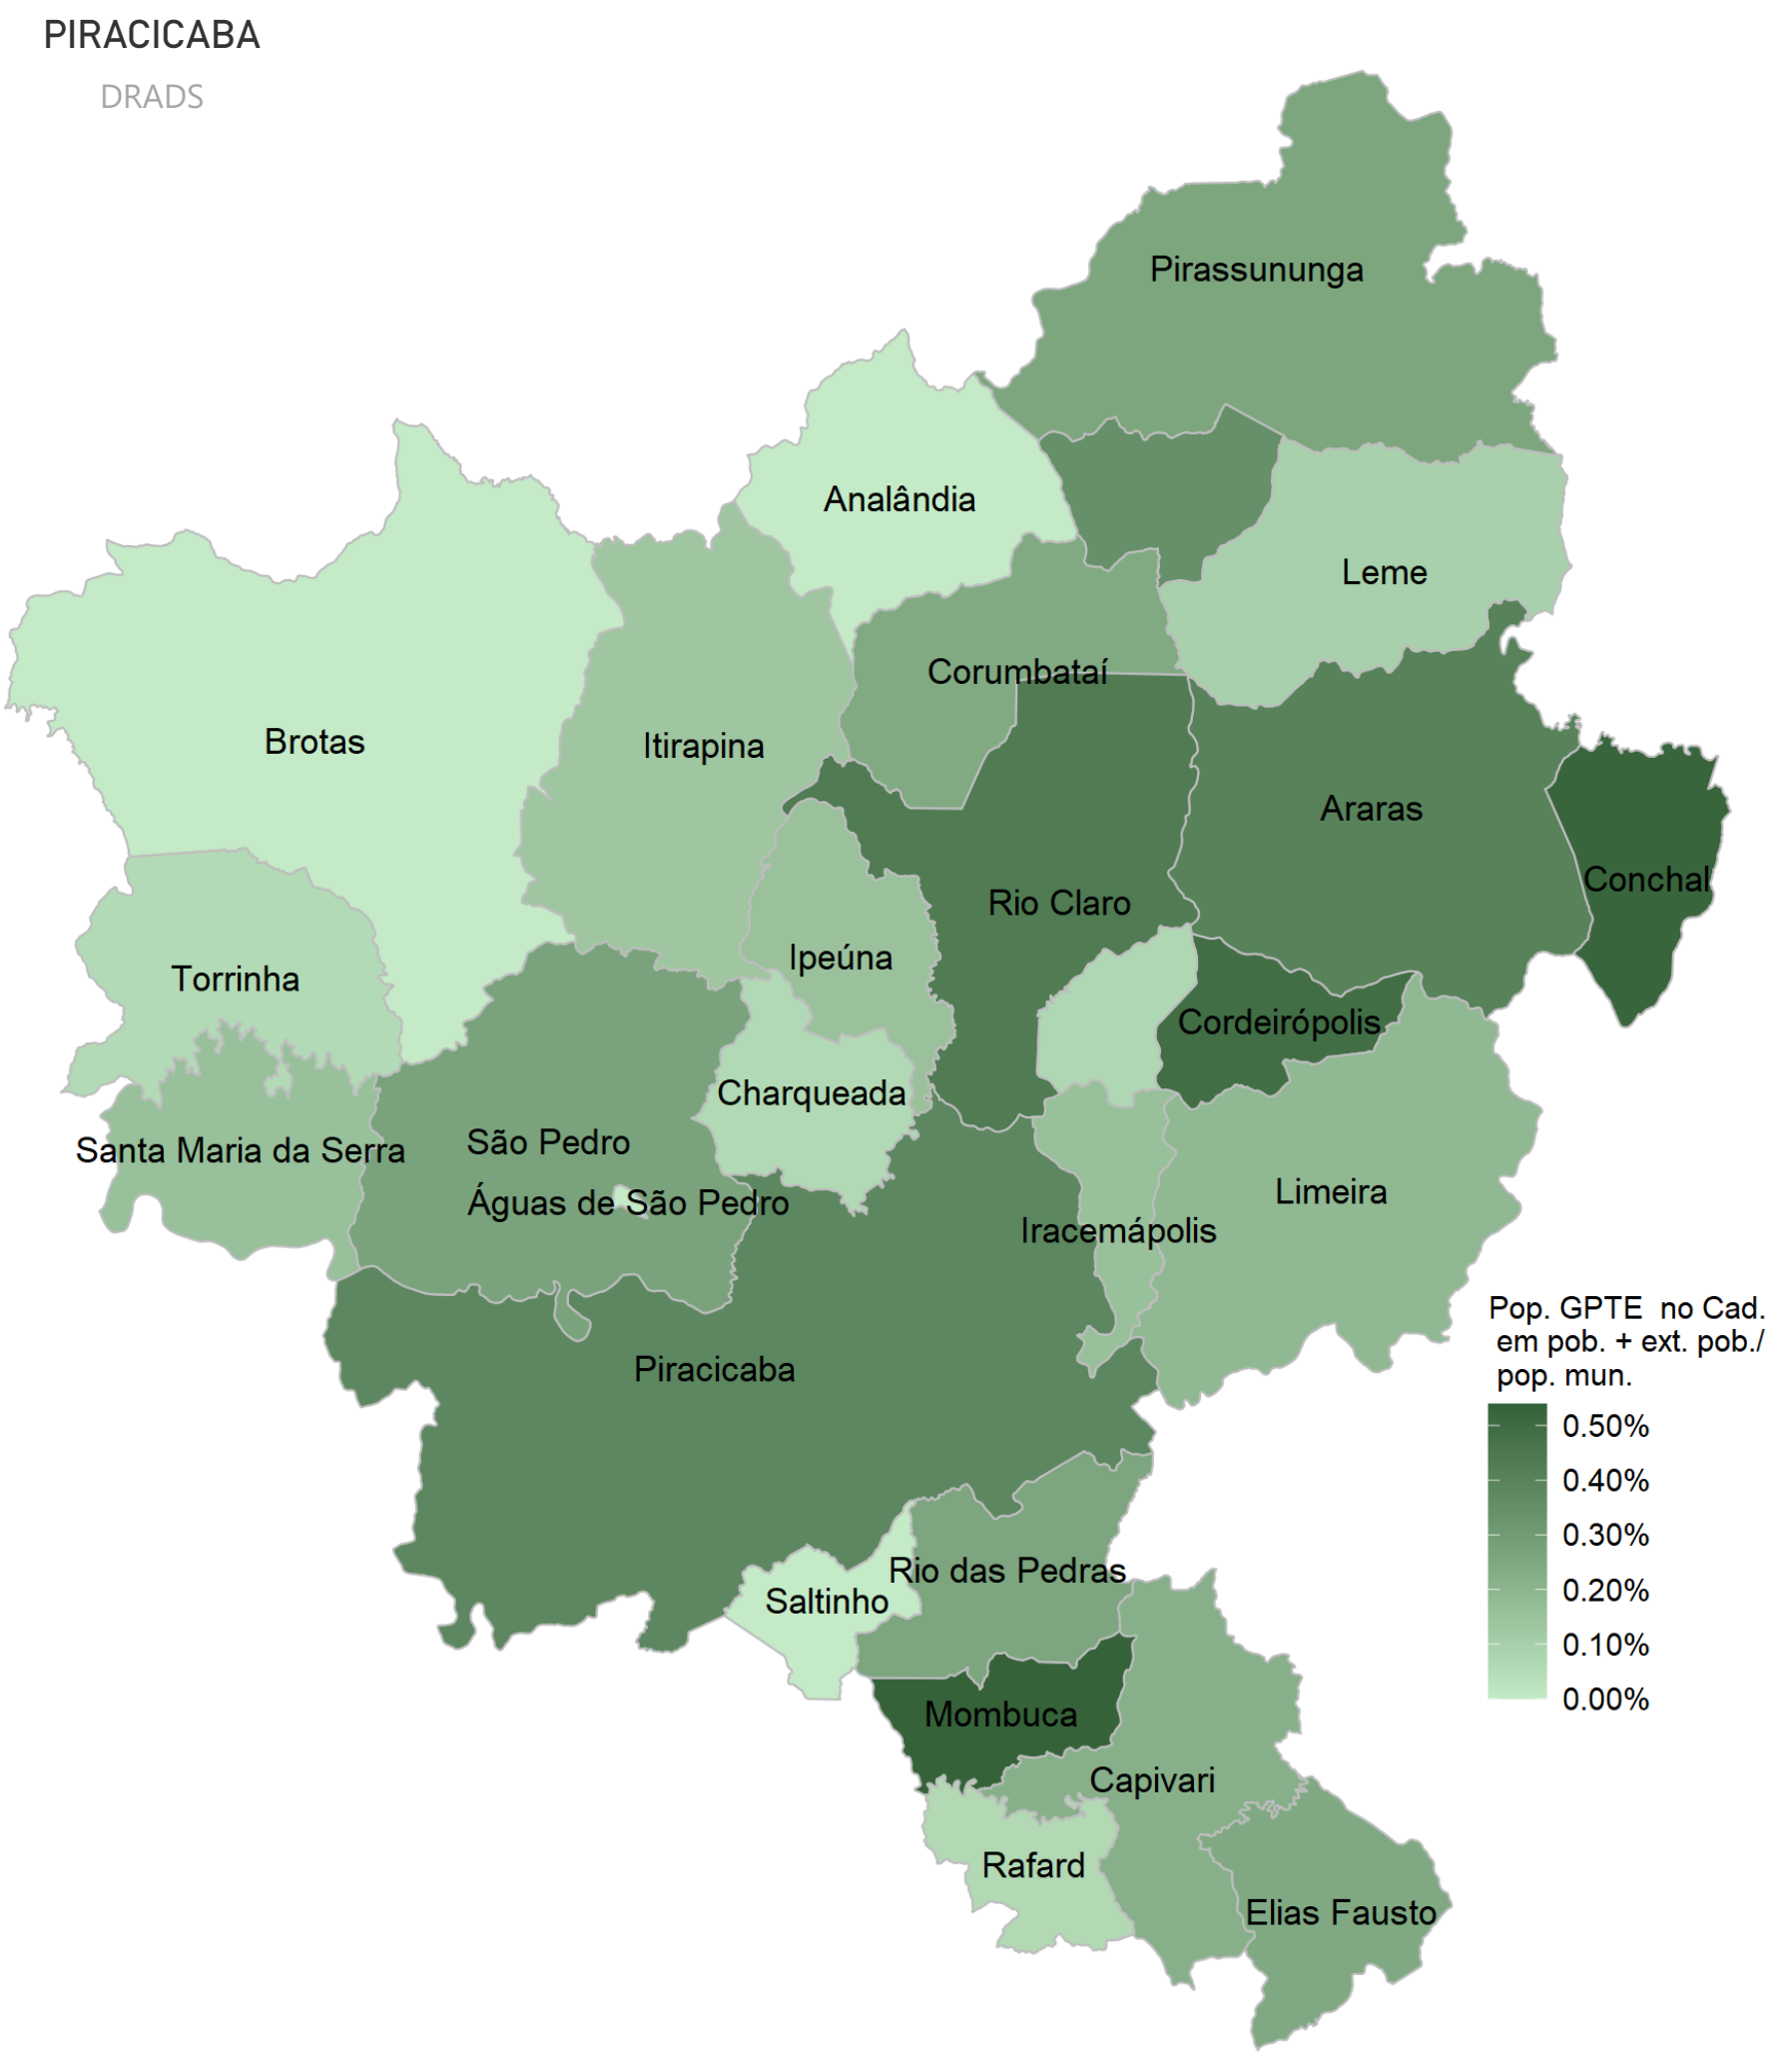 PIRACICABA
DRADS
Pirassununga
Analândia
Leme
Corumbataí
Brotas
Itirapina
Araras
Conchal
Rio Claro
Ipeúna
Torrinha
Cordeirópolis
Charqueada
São Pedro
Santa Maria da Serra
Limeira
Águas de São Pedro
Iracemápolis
Pop. GPTE no Cad.
em pob. + ext. pob./
pop. mun.
Piracicaba
0.50%
0.40%
0.30%
0.20%
0.10%
0.00%
Rio das Pedras
Saltinho
Mombuca
Capivari
Rafard
Elias Fausto